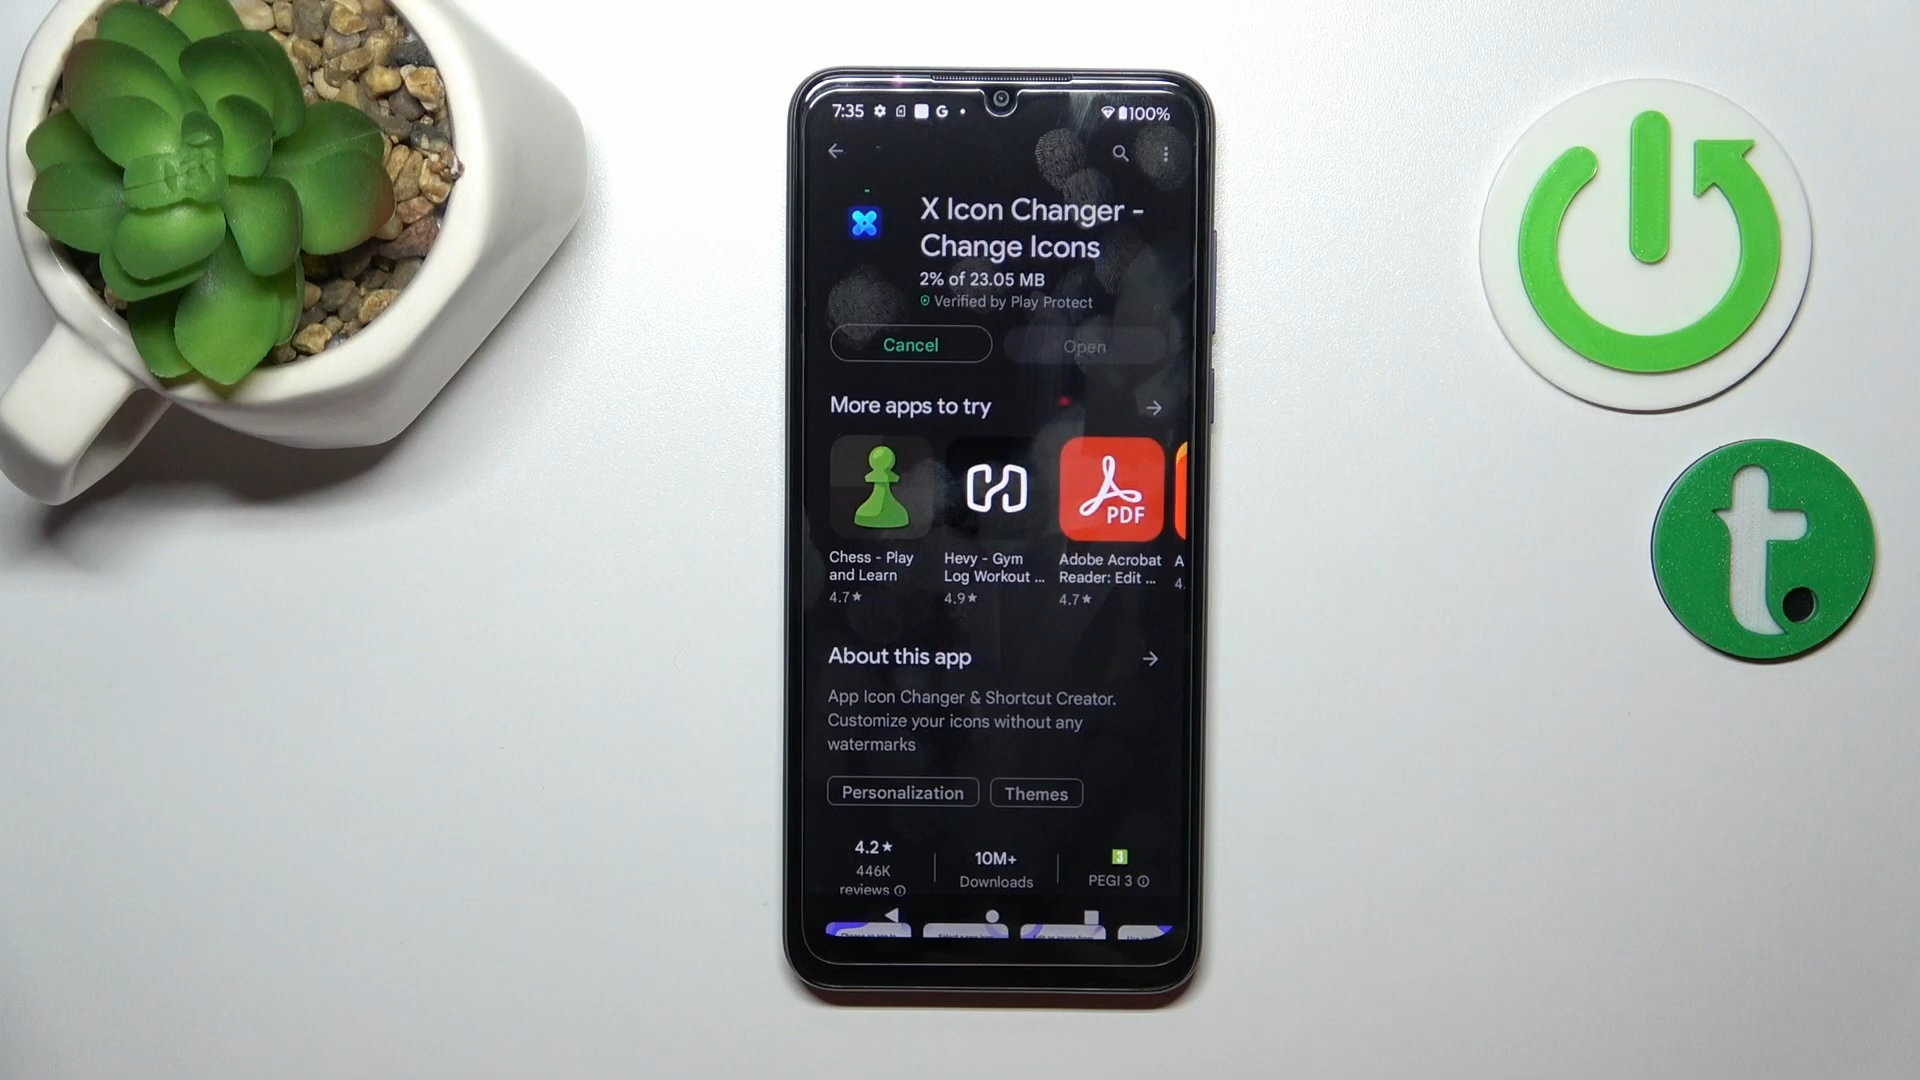 7:35 G 100%
X Icon Changer -
Change Icons
2% of 23.05 MB
Verified by Play Protect
Cancel
Open
More apps to try
PDF
Chess - Play
and Learn
4.7★
Hevy - Gym
Log Workout ...
4.9★
Adobe Acrobat
Reader: Edit ...
4.7★
A
4.
About this app
App Icon Changer & Shortcut Creator.
Customize your icons without any
watermarks
Personalization
Themes
4.2★
446K
reviews
10M+
Downloads
3
PEGI 3
t